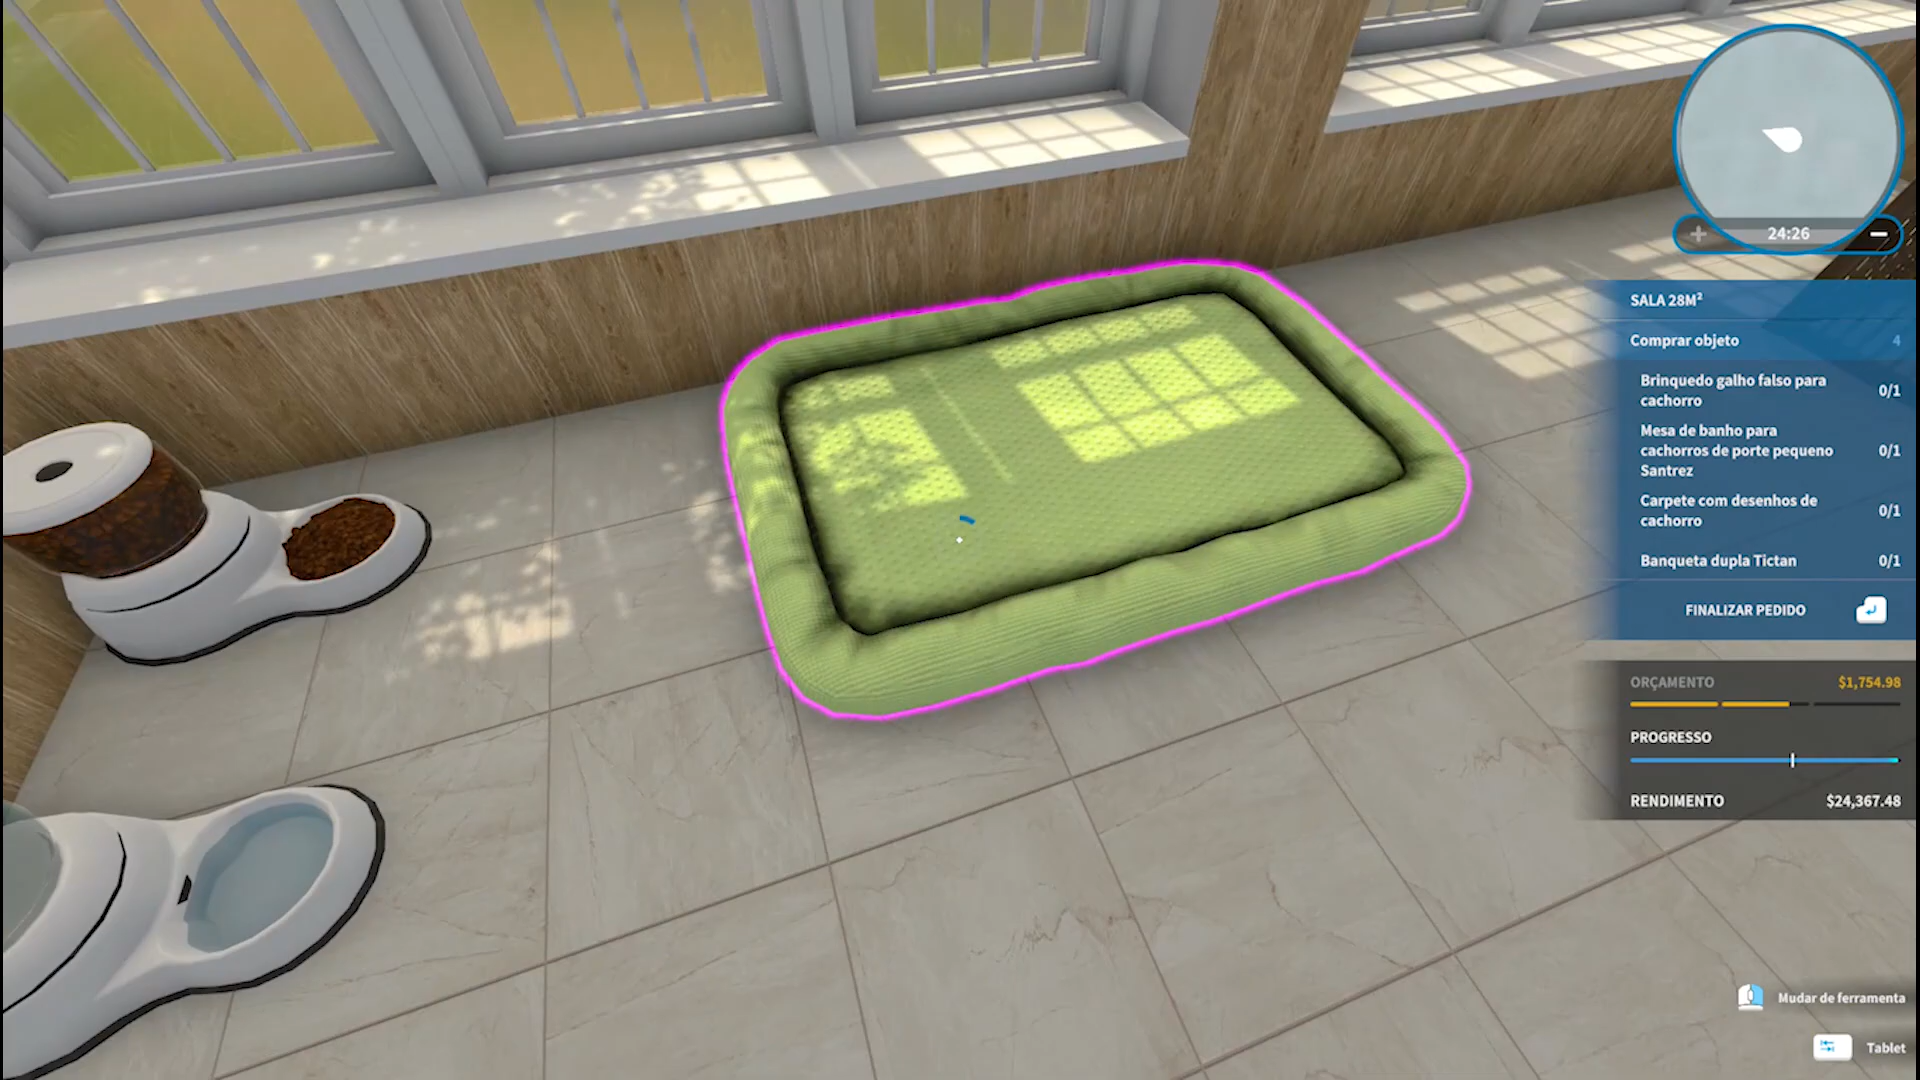 24:26
SALA 28M²
Comprar objeto 4
Brinquedo galho falso para
cachorro 0/1
Mesa de banho para
cachorros de porte pequeno
Santrez 0/1
Carpete com desenhos de
cachorro 0/1
Banqueta dupla Tictan 0/1
FINALIZAR PEDIDO
ORÇAMENTO $1,754.98
PROGRESSO
RENDIMENTO $24,367.48
Mudar de ferramenta
Tablet